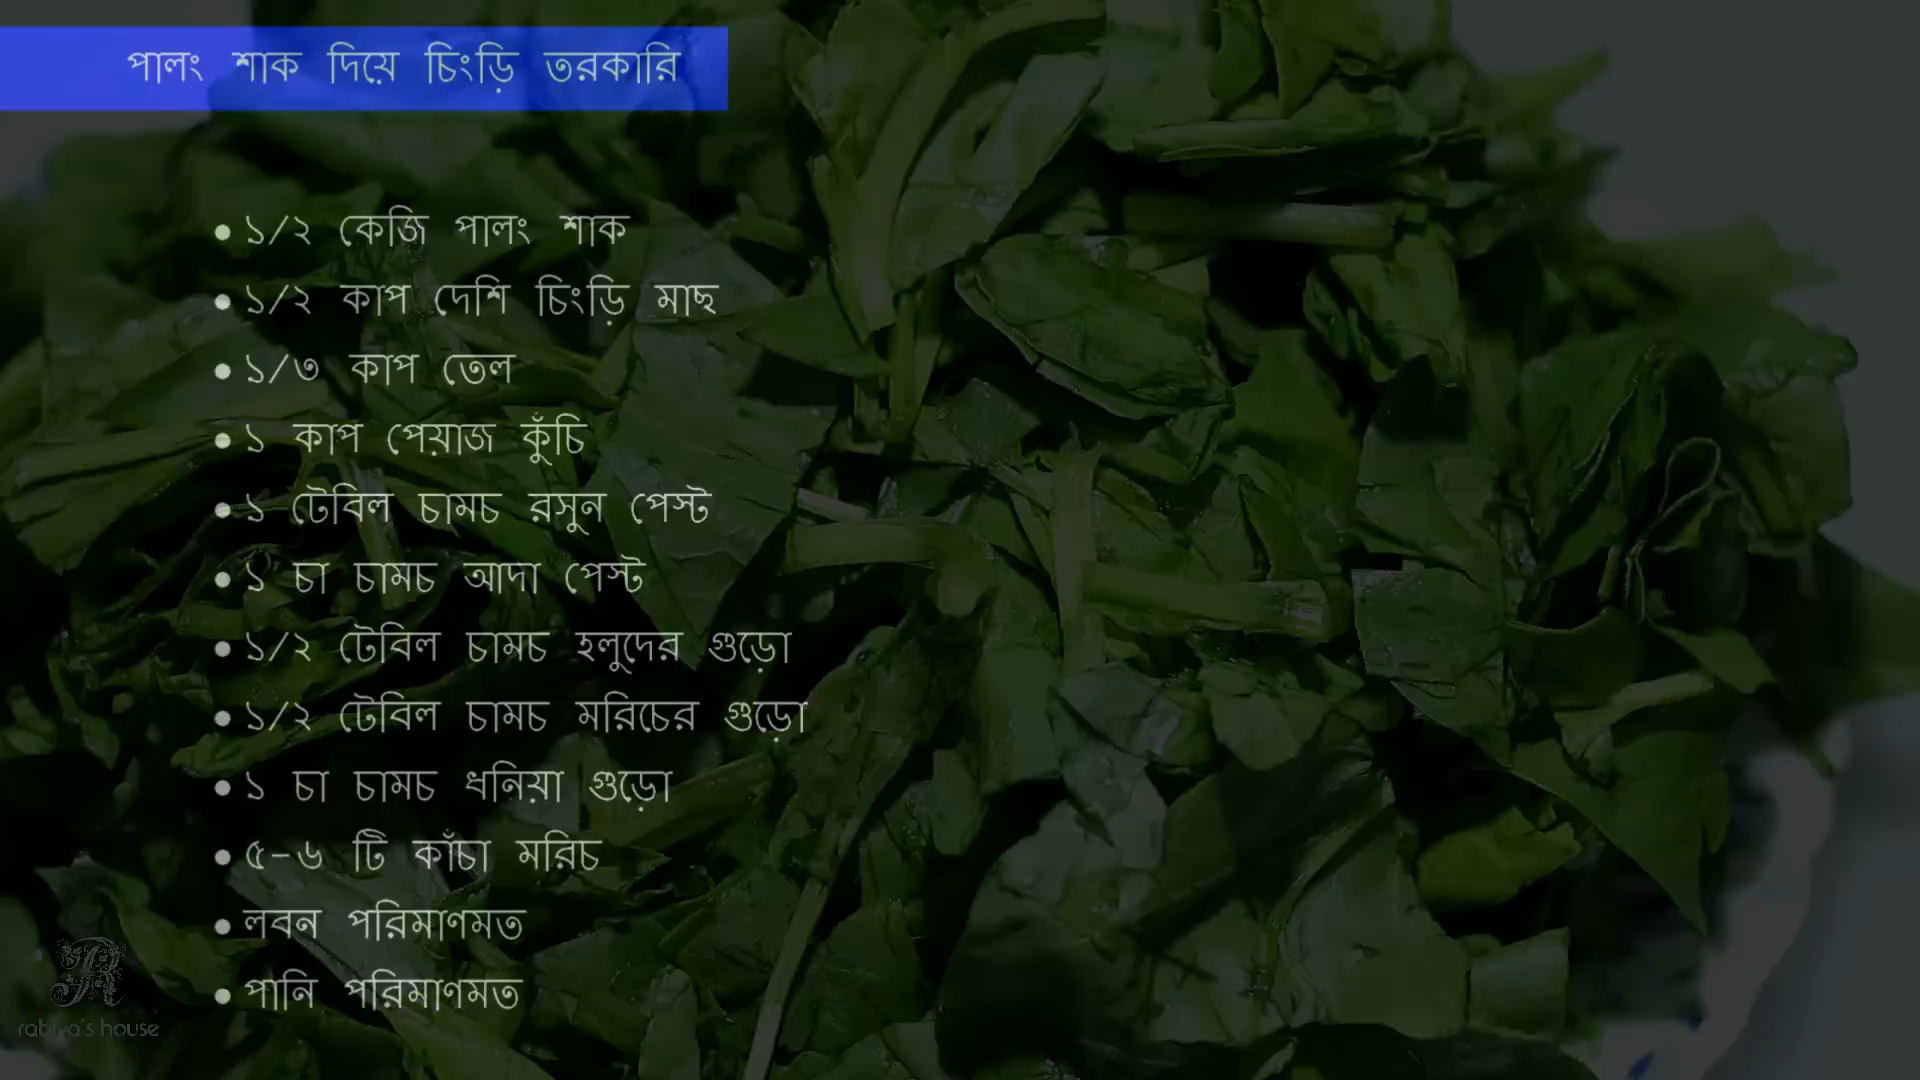 পালং শাক দিয়ে চিংড়ি তরকারি
•১/২ কেজি পালং শাক
•১/২ কাপ দেশি চিংড়ি মাছ
•১/৩ কাপ তেল
•১ কাপ পেয়াজ কুঁচি
•১ টেবিল চামচ রসুন পেস্ট
•১ চা চামচ আদা পেস্ট
•১/২ টেবিল চামচ হলুদের গুড়ো
•১/২ টেবিল চামচ মরিচের গুড়ো
•১ চা চামচ ধনিয়া গুড়ো
•৫-৬ টি কাঁচা মরিচ
•লবন পরিমাণমত
•পানি পরিমাণমত
R
rabiya's house